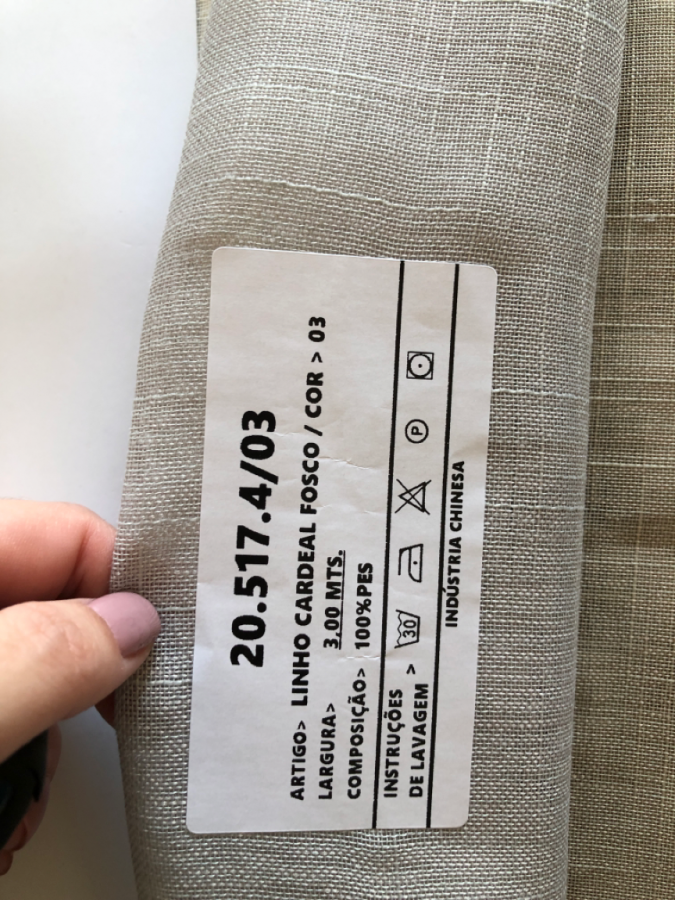 20.517.4/03
ARTIGO> LINHO CARDEAL FOSCO / COR > 03
LARGURA> 3,00 MTS.
COMPOSIÇÃO> 100%PES
INSTRUÇÕES
DE LAVAGEM > 30 P
INDÚSTRIA CHINESA